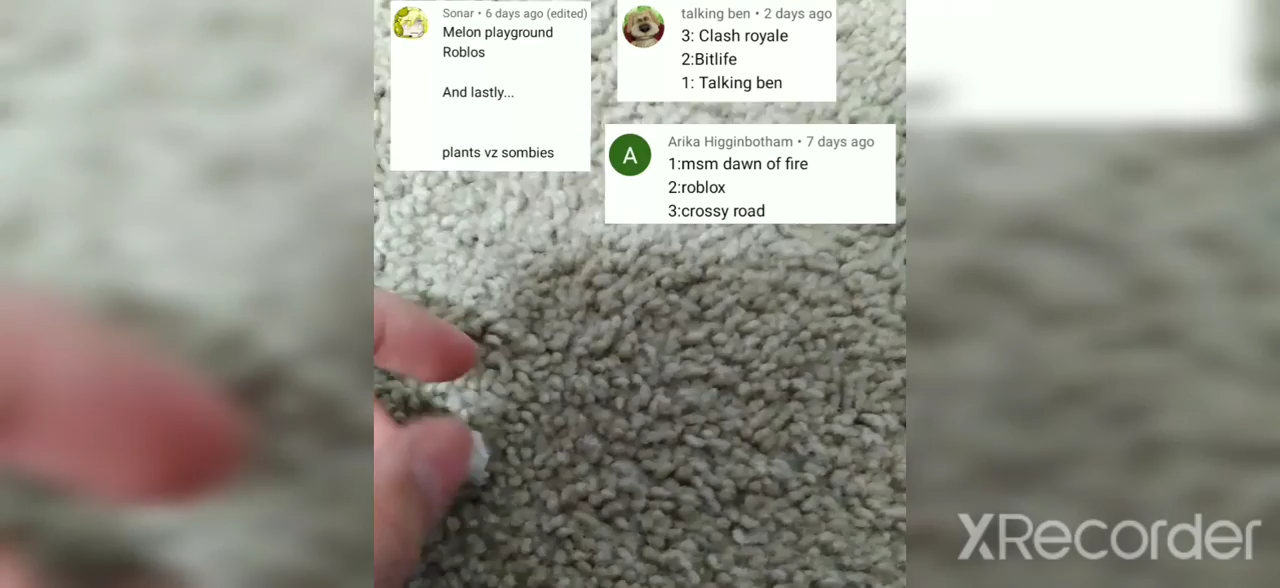 Sonar • 6 days ago (edited)
Melon playground
Roblos
And lastly...
plants vz sombies
talking ben • 2 days ago
3: Clash royale
2:Bitlife
1: Talking ben
A
Arika Higginbotham • 7 days ago
1:msm dawn of fire
2:roblox
3:crossy road
XRecorder